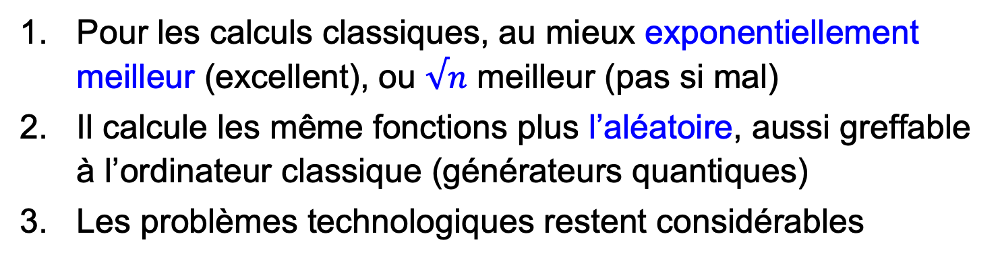 1. Pour les calculs classiques, au mieux exponentiellement
meilleur (excellent), ou √n meilleur (pas si mal)
2. Il calcule les même fonctions plus l’aléatoire, aussi greffable
à l’ordinateur classique (générateurs quantiques)
3. Les problèmes technologiques restent considérables